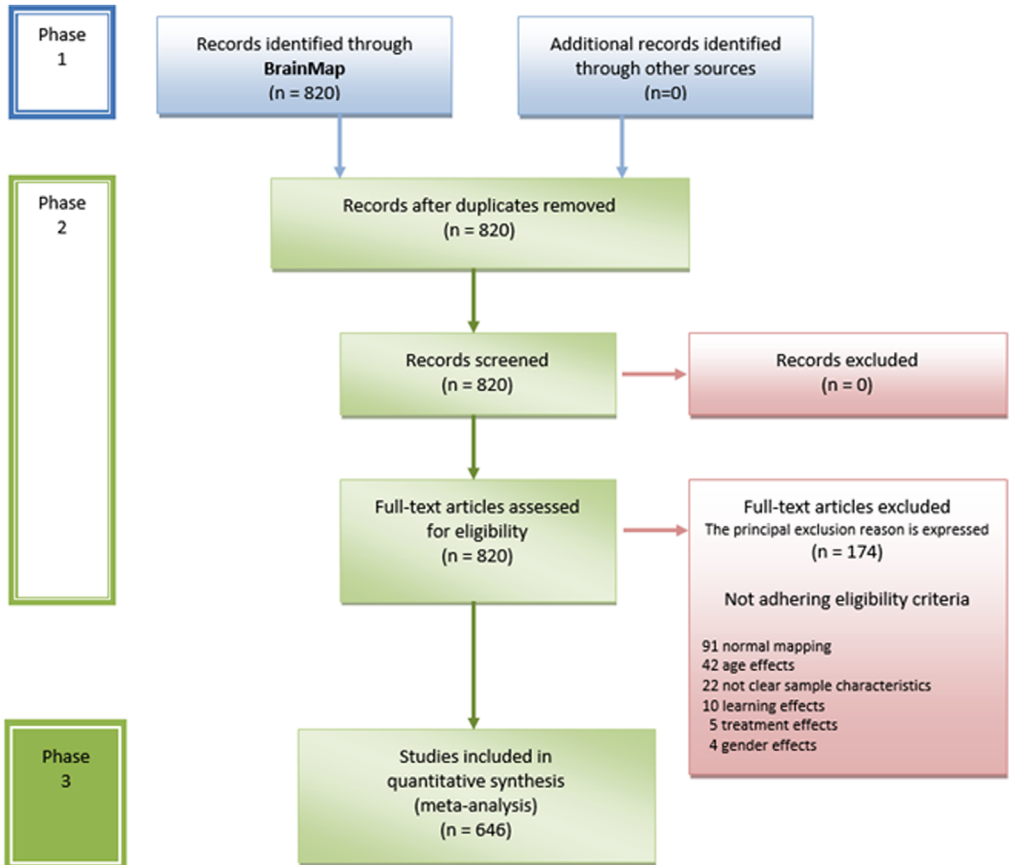 Phase
1
Records identified through
BrainMap
(n = 820)
Additional records identified
through other sources
(n=0)
Phase
2
Records after duplicates removed
(n = 820)
Records screened
(n = 820)
Records excluded
(n = 0)
Full-text articles assessed
for eligibility
(n = 820)
Full-text articles excluded
The principal exclusion reason is expressed
(n = 174)
Not adhering eligibility criteria
91 normal mapping
42 age effects
22 not clear sample characteristics
10 learning effects
5 treatment effects
4 gender effects
Phase
3
Studies included in
quantitative synthesis
(meta-analysis)
(n = 646)